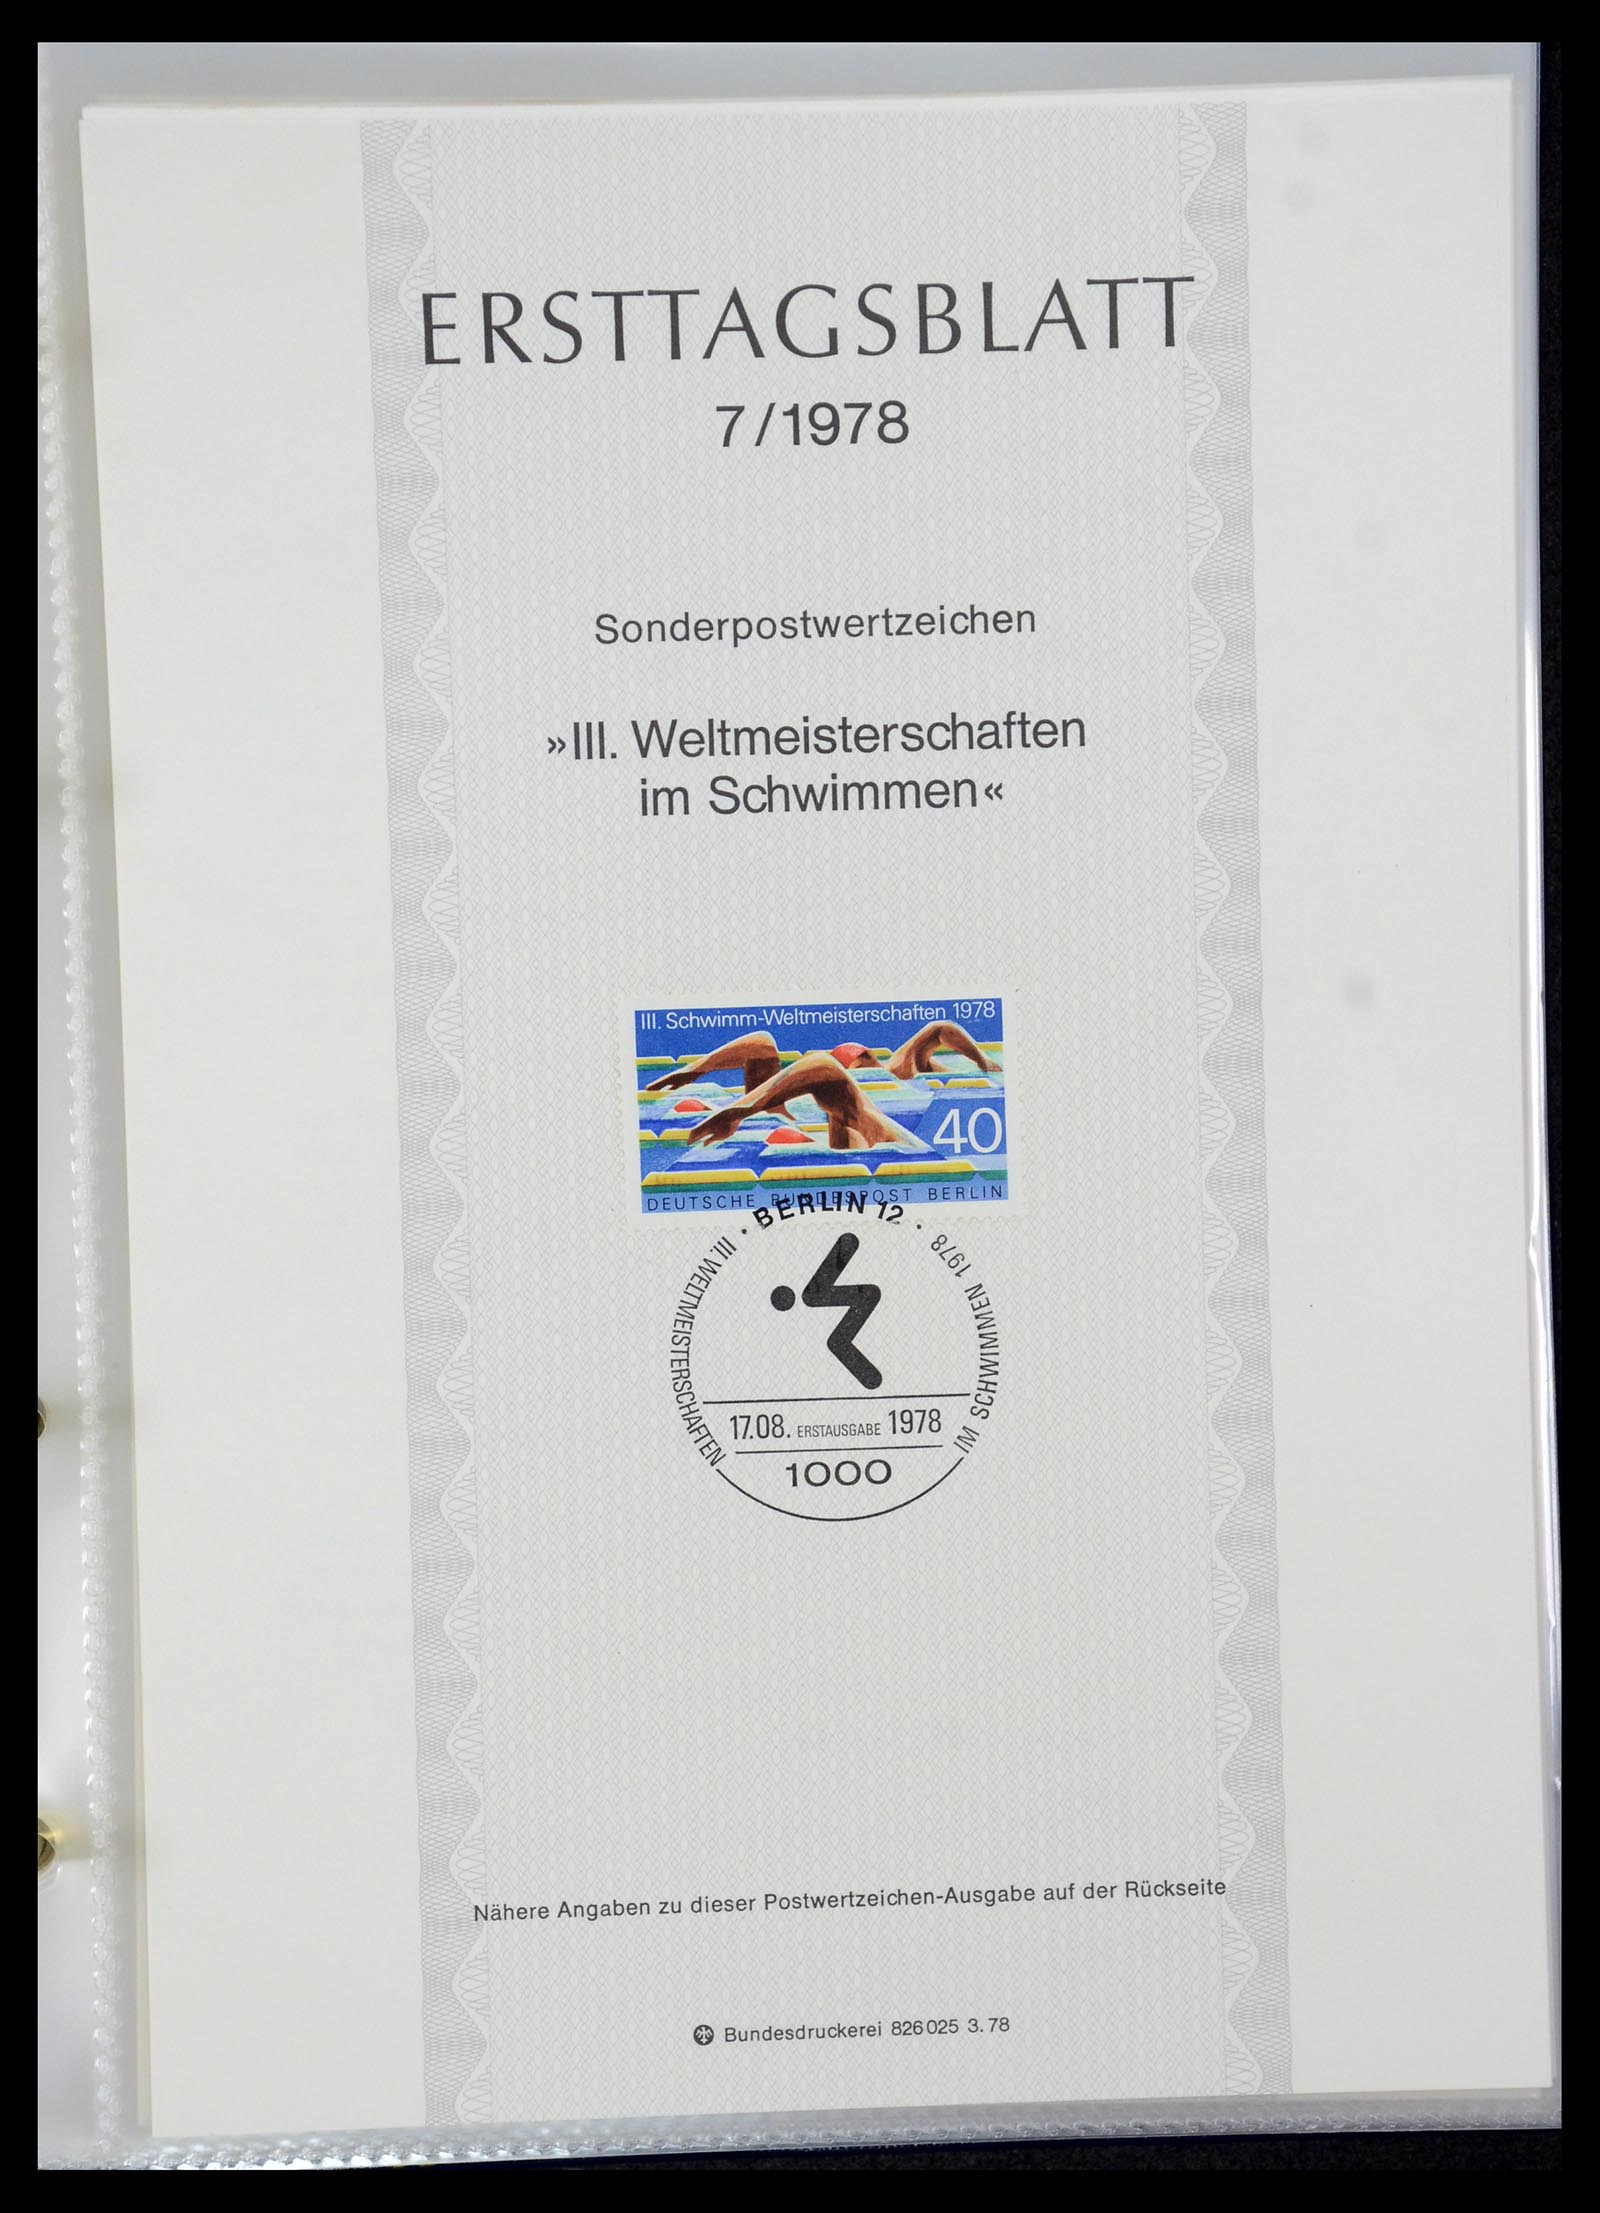 ERSTTAGSBLATT
7/1978
Sonderpostwertzeichen
»III. Weltmeisterschaften
im Schwimmen«
III. Schwimm-Weltmeisterschaften 1978
40
DEUTSCHE BUNDESPOST BERLIN
· BERLIN 12 ·
III. WELTMEISTERSCHAFTEN
IM SCHWIMMEN 1978
17.08. ERSTAUSGABE 1978
1000
Nähere Angaben zu dieser Postwertzeichen-Ausgabe auf der Rückseite
Bundesdruckerei 826025 3.78